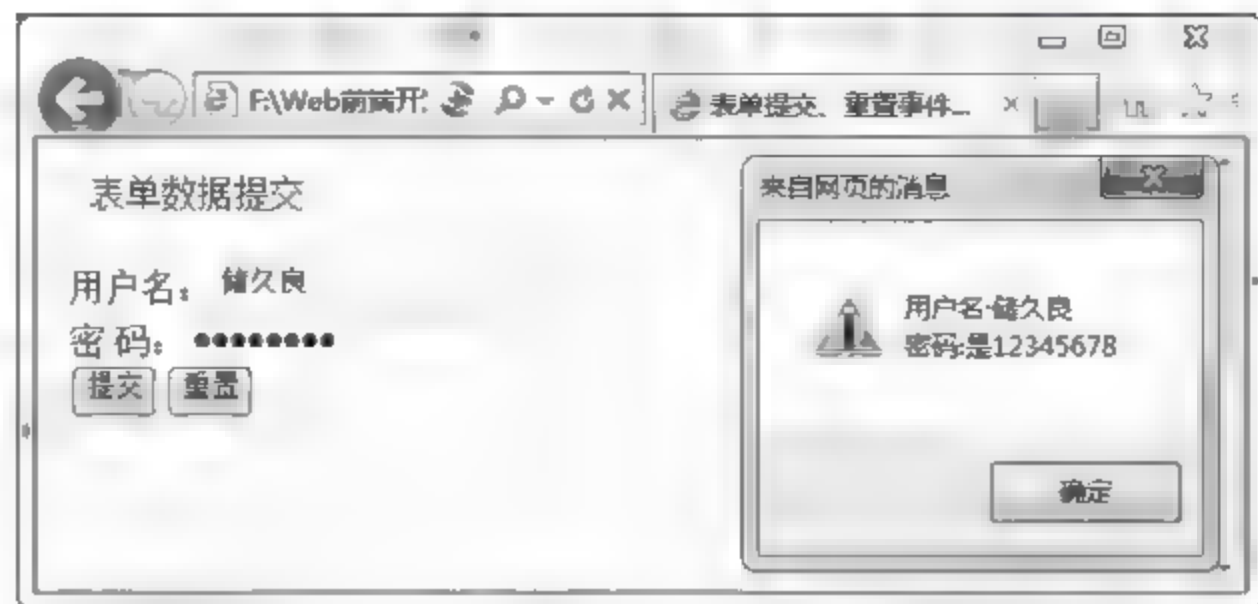 F:\Web前端开
表单提交、重置事件...
表单数据提交
用户名： 储久良
密 码： ●●●●●●●●
提交 重置
来自网页的消息
用户名:储久良
密码:是12345678
确定